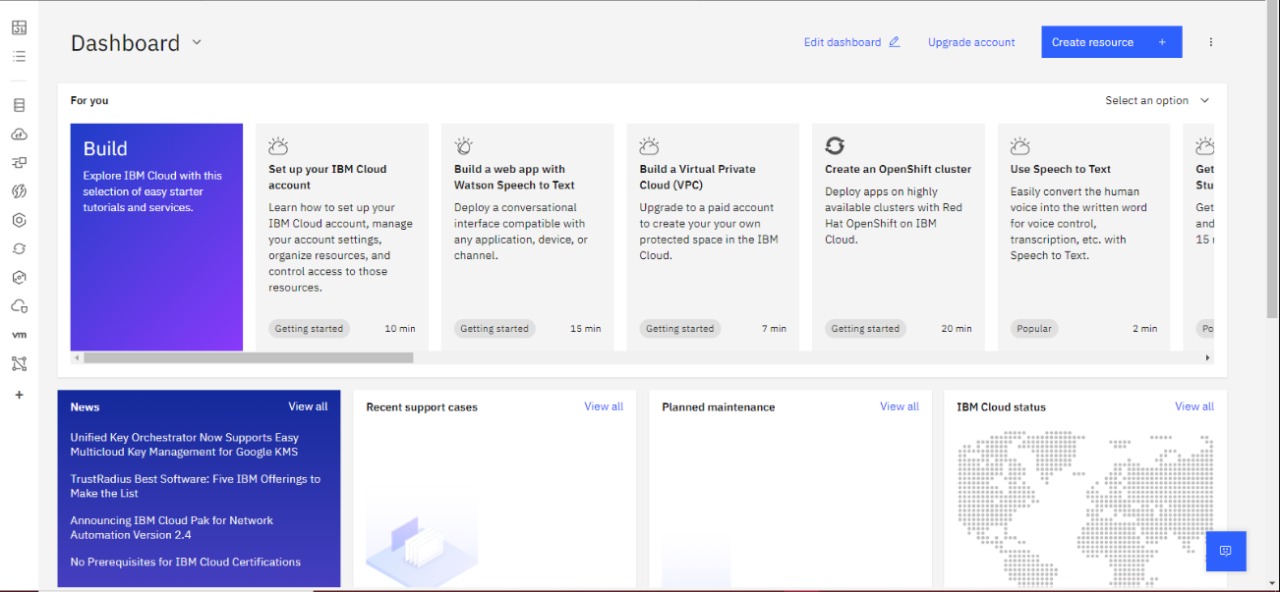 Dashboard
Edit dashboard
Upgrade account
Create resource +
For you
Select an option
Build
Explore IBM Cloud with this
selection of easy starter
tutorials and services.
Set up your IBM Cloud
account
Learn how to set up your
IBM Cloud account, manage
your account settings,
organize resources, and
control access to those
resources.
Getting started
10 min
Build a web app with
Watson Speech to Text
Deploy a conversational
interface compatible with
any application, device, or
channel.
Getting started
15 min
Build a Virtual Private
Cloud (VPC)
Upgrade to a paid account
to create your your own
protected space in the IBM
Cloud.
Getting started
7 min
Create an OpenShift cluster
Deploy apps on highly
available clusters with Red
Hat OpenShift on IBM
Cloud.
Getting started
20 min
Use Speech to Text
Easily convert the human
voice into the written word
for voice control,
transcription, etc. with
Speech to Text.
Popular
2 min
Get
Stu
Get
and
15
Po
vm
+
News
View all
Unified Key Orchestrator Now Supports Easy
Multicloud Key Management for Google KMS
TrustRadius Best Software: Five IBM Offerings to
Make the List
Announcing IBM Cloud Pak for Network
Automation Version 2.4
No Prerequisites for IBM Cloud Certifications
Recent support cases
View all
Planned maintenance
View all
IBM Cloud status
View all